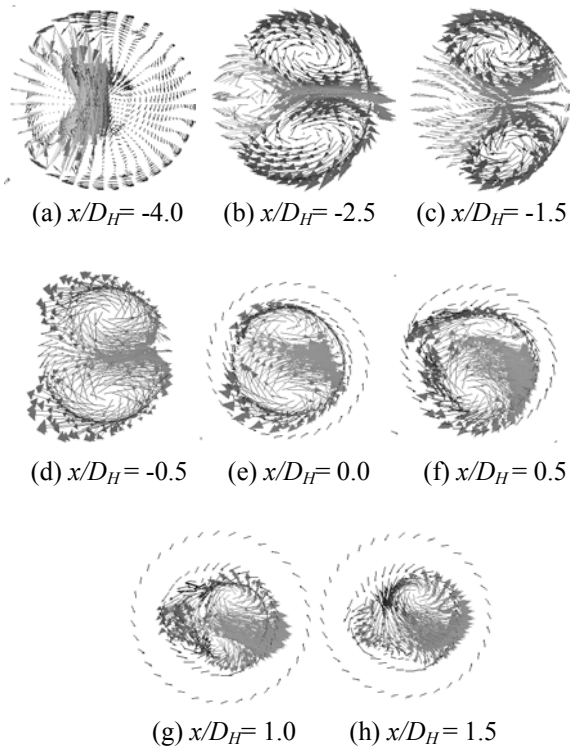 (a) x/D_H= -4.0 (b) x/D_H= -2.5 (c) x/D_H= -1.5
(d) x/D_H= -0.5 (e) x/D_H= 0.0 (f) x/D_H= 0.5
(g) x/D_H= 1.0 (h) x/D_H= 1.5